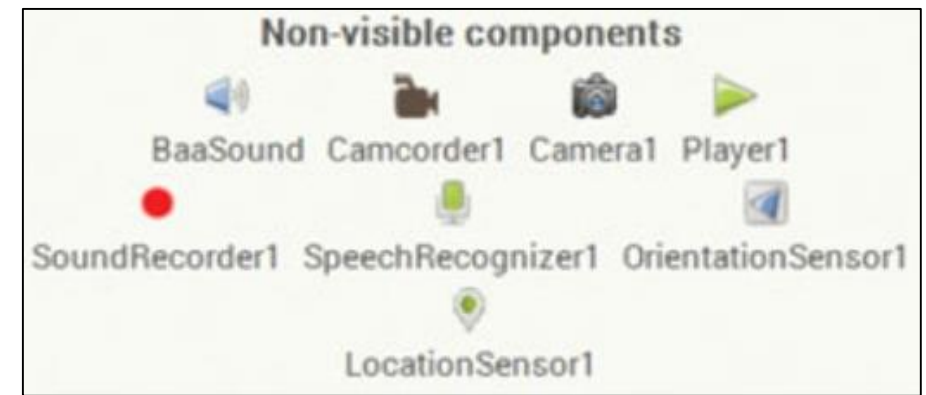 Non-visible components
BaaSound Camcorder1 Camera1 Player1
SoundRecorder1 SpeechRecognizer1 OrientationSensor1
LocationSensor1